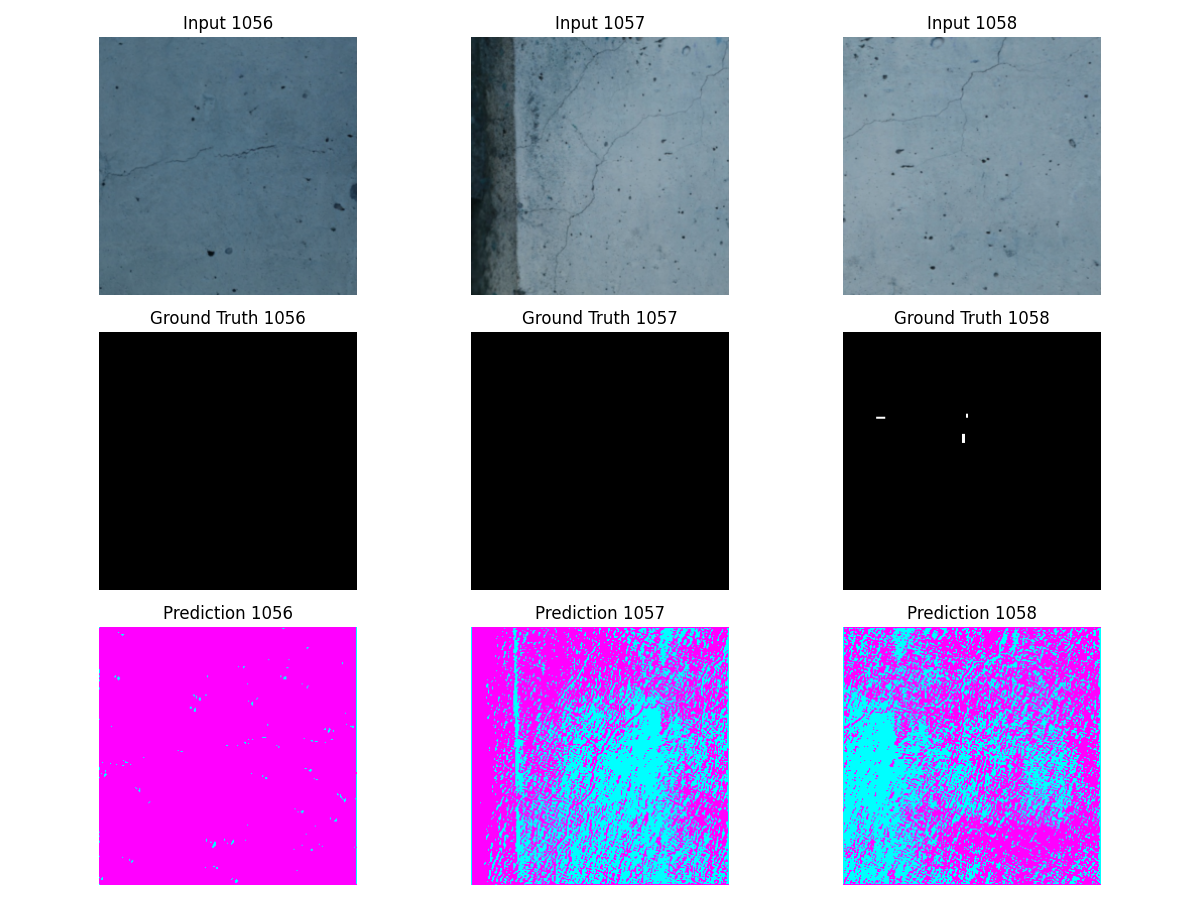 Input 1056
Input 1057
Input 1058
Ground Truth 1056
Ground Truth 1057
Ground Truth 1058
Prediction 1056
Prediction 1057
Prediction 1058